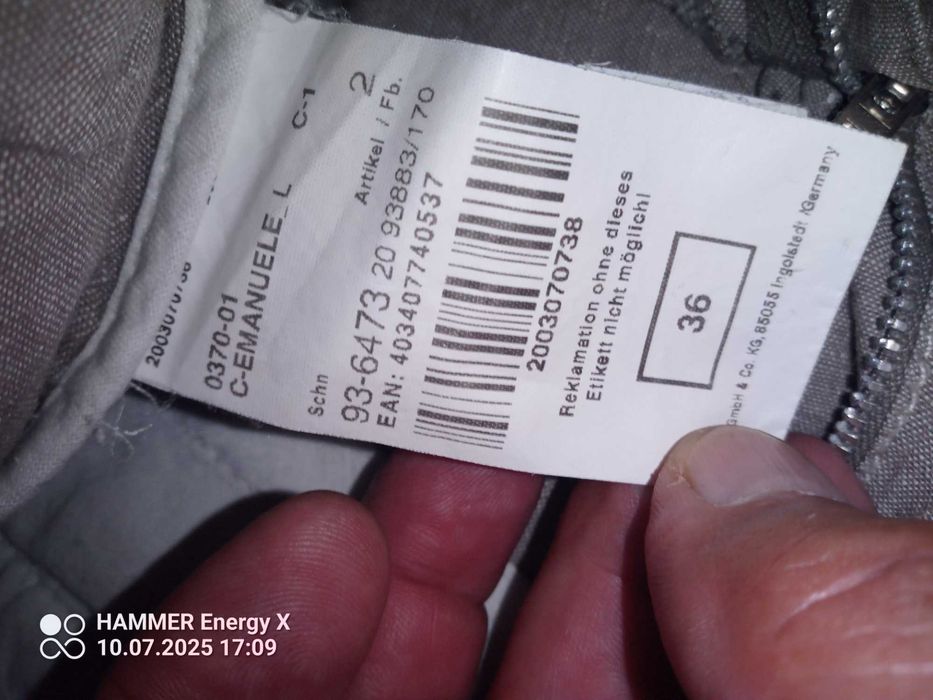 0370-01
C-EMANUELE_L C-1
Schn Artikel / Fb. 2
93-6473 20 93883/170
EAN: 4034077740537
2003070738
Reklamation ohne dieses
Etikett nicht möglich!
36
GmbH & Co. KG, 85055 Ingolstadt /Germany
HAMMER Energy X
10.07.2025 17:09